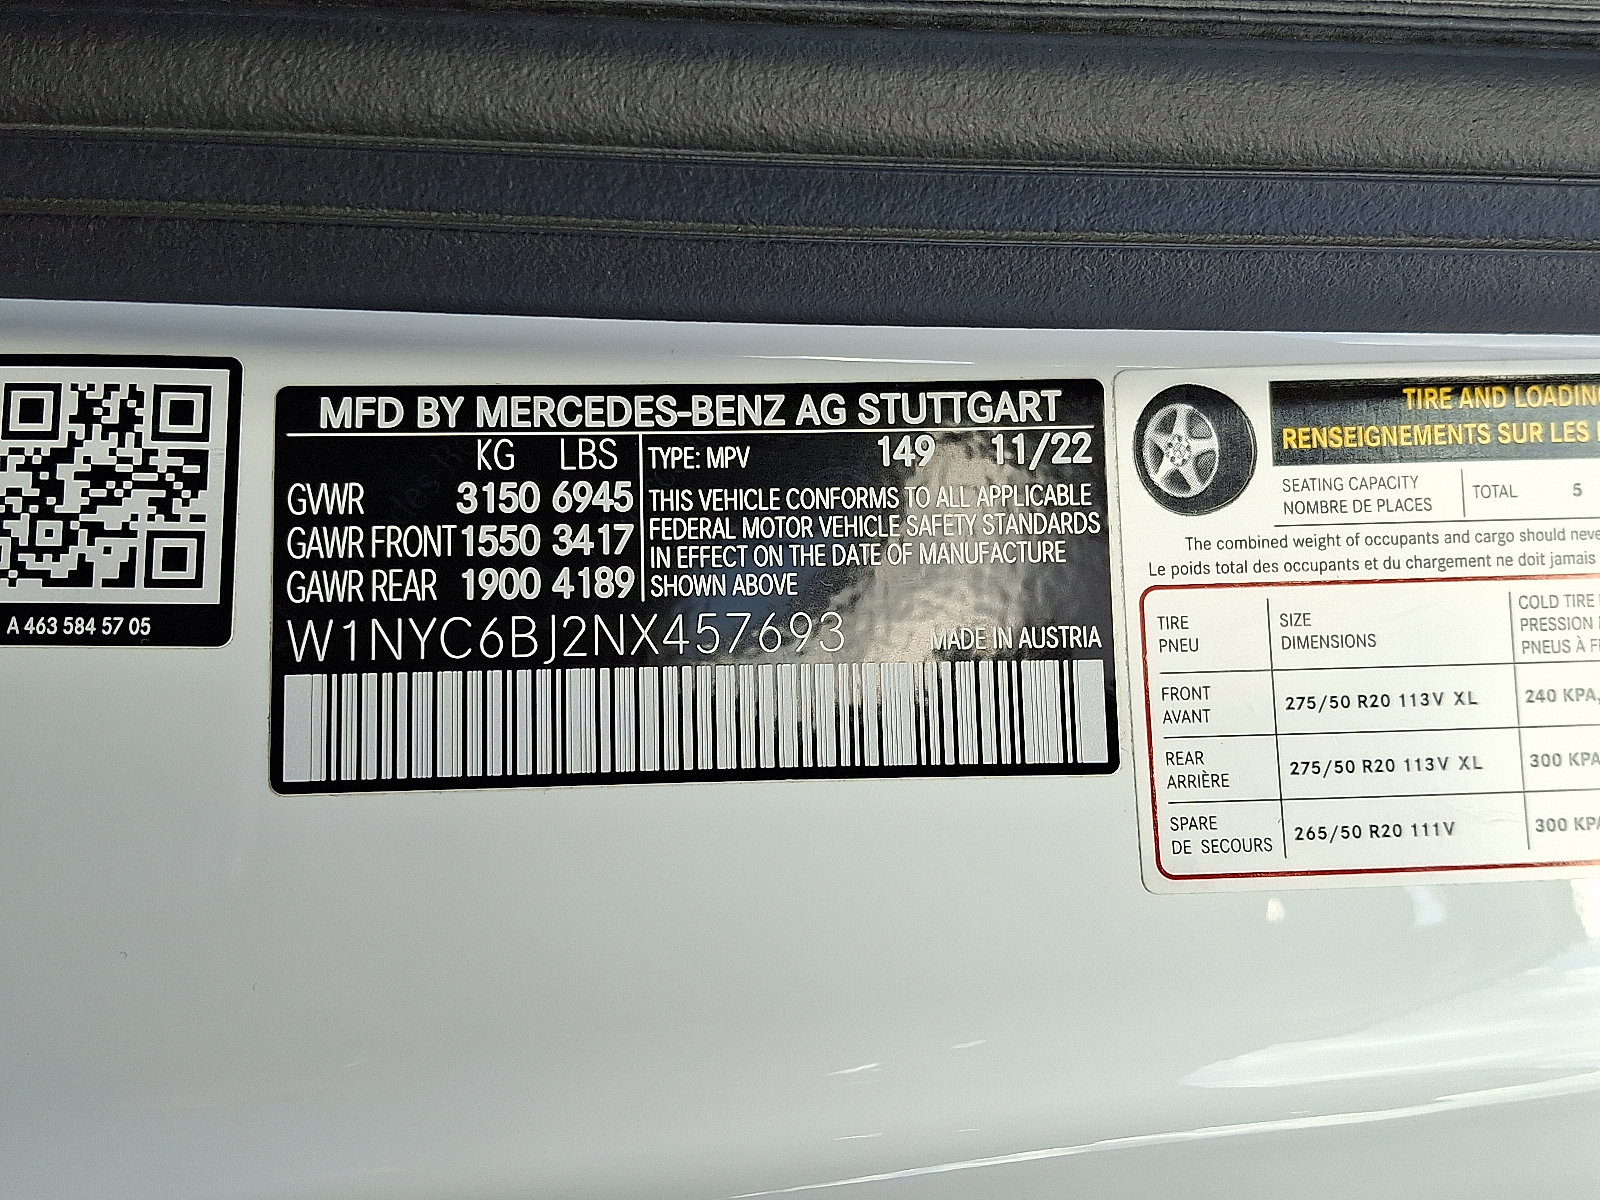 A 463 584 57 05
MFD BY MERCEDES-BENZ AG STUTTGART
KG LBS
GVWR 3150 6945
GAWR FRONT 1550 3417
GAWR REAR 1900 4189
TYPE: MPV 149 11/22
THIS VEHICLE CONFORMS TO ALL APPLICABLE
FEDERAL MOTOR VEHICLE SAFETY STANDARDS
IN EFFECT ON THE DATE OF MANUFACTURE
SHOWN ABOVE
W1NYC6BJ2NX457693 MADE IN AUSTRIA
TIRE AND LOADING
RENSEIGNEMENTS SUR LES
SEATING CAPACITY
NOMBRE DE PLACES
TOTAL 5
The combined weight of occupants and cargo should neve
Le poids total des occupants et du chargement ne doit jamais
TIRE
PNEU
SIZE
DIMENSIONS
COLD TIRE
PRESSION
PNEUS À F
FRONT
AVANT
275/50 R20 113V XL
240 KPA,
REAR
ARRIÈRE
275/50 R20 113V XL
300 KPA
SPARE
DE SECOURS
265/50 R20 111V
300 KPA